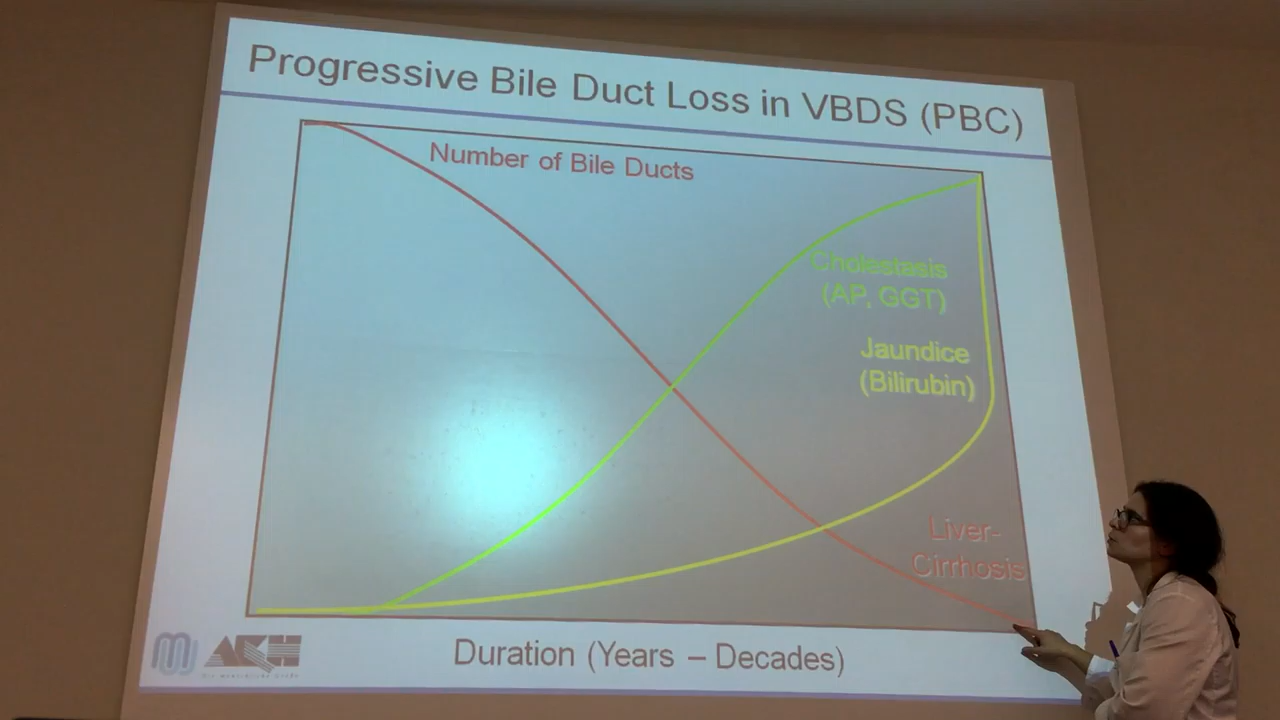 Progressive Bile Duct Loss in VBDS (PBC)
Number of Bile Ducts
Cholestasis
(AP, GGT)
Jaundice
(Bilirubin)
Liver-
Cirrhosis
Duration (Years – Decades)
AKH